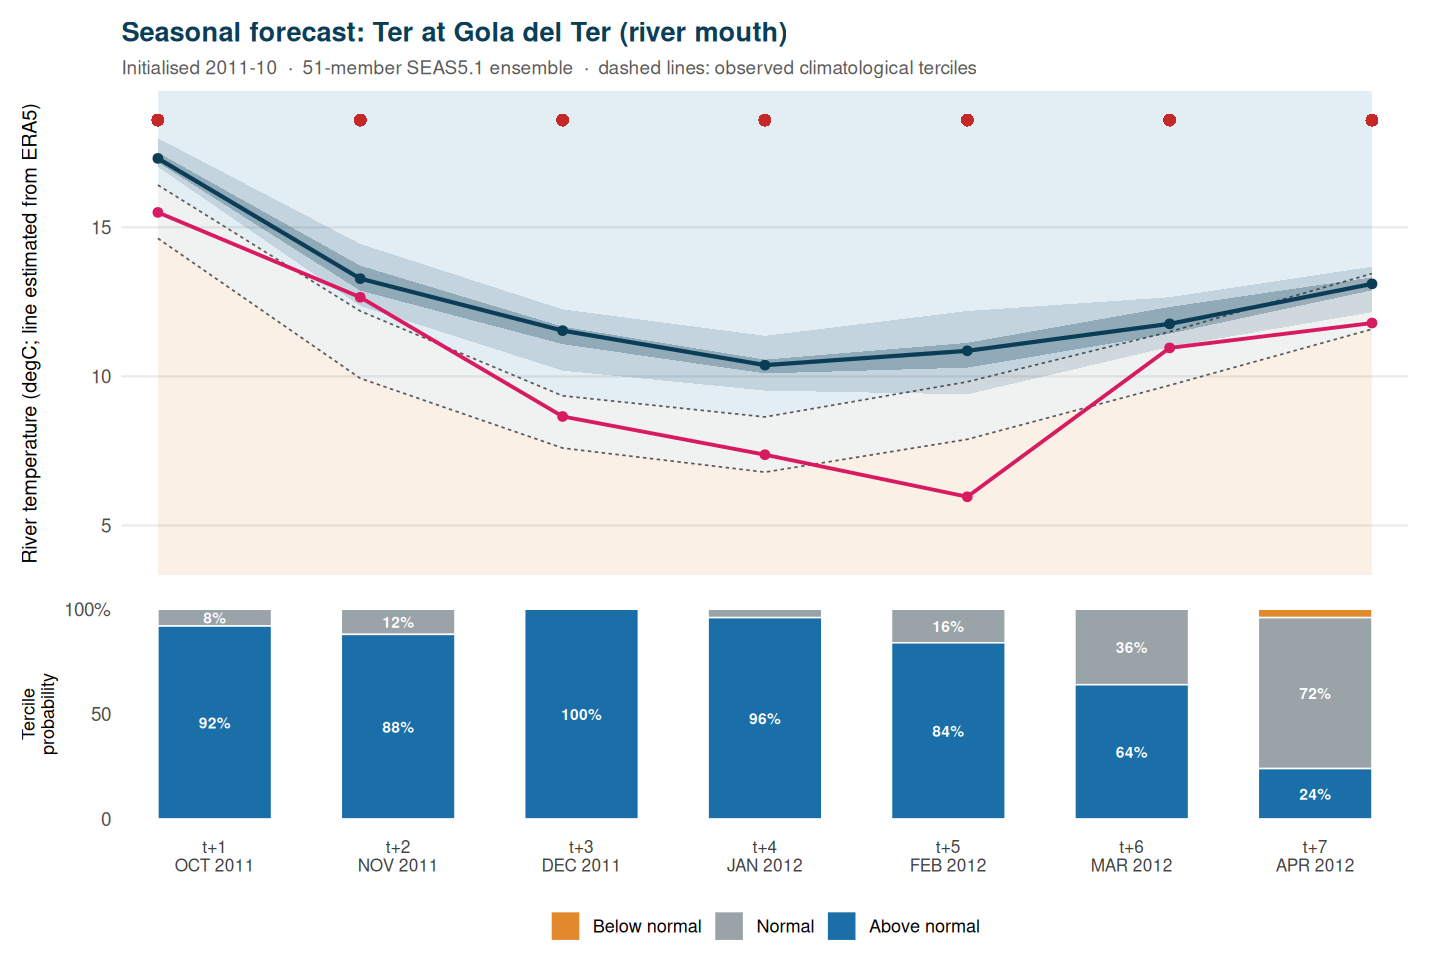 Seasonal forecast: Ter at Gola del Ter (river mouth)
Initialised 2011-10 · 51-member SEAS5.1 ensemble · dashed lines: observed climatological terciles
River temperature (degC; line estimated from ERA5)
15
10
5
Tercile
probability
100%
50
0
8%
12%
16%
36%
72%
92%
88%
100%
96%
84%
64%
24%
t+1
OCT 2011
t+2
NOV 2011
t+3
DEC 2011
t+4
JAN 2012
t+5
FEB 2012
t+6
MAR 2012
t+7
APR 2012
Below normal
Normal
Above normal